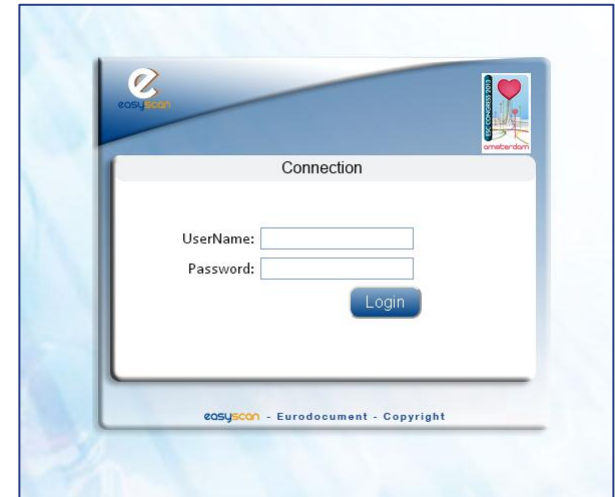 easyscan
ESC CONGRESS 2013
amsterdam
Connection
UserName:
Password:
Login
easyscan - Eurodocument - Copyright